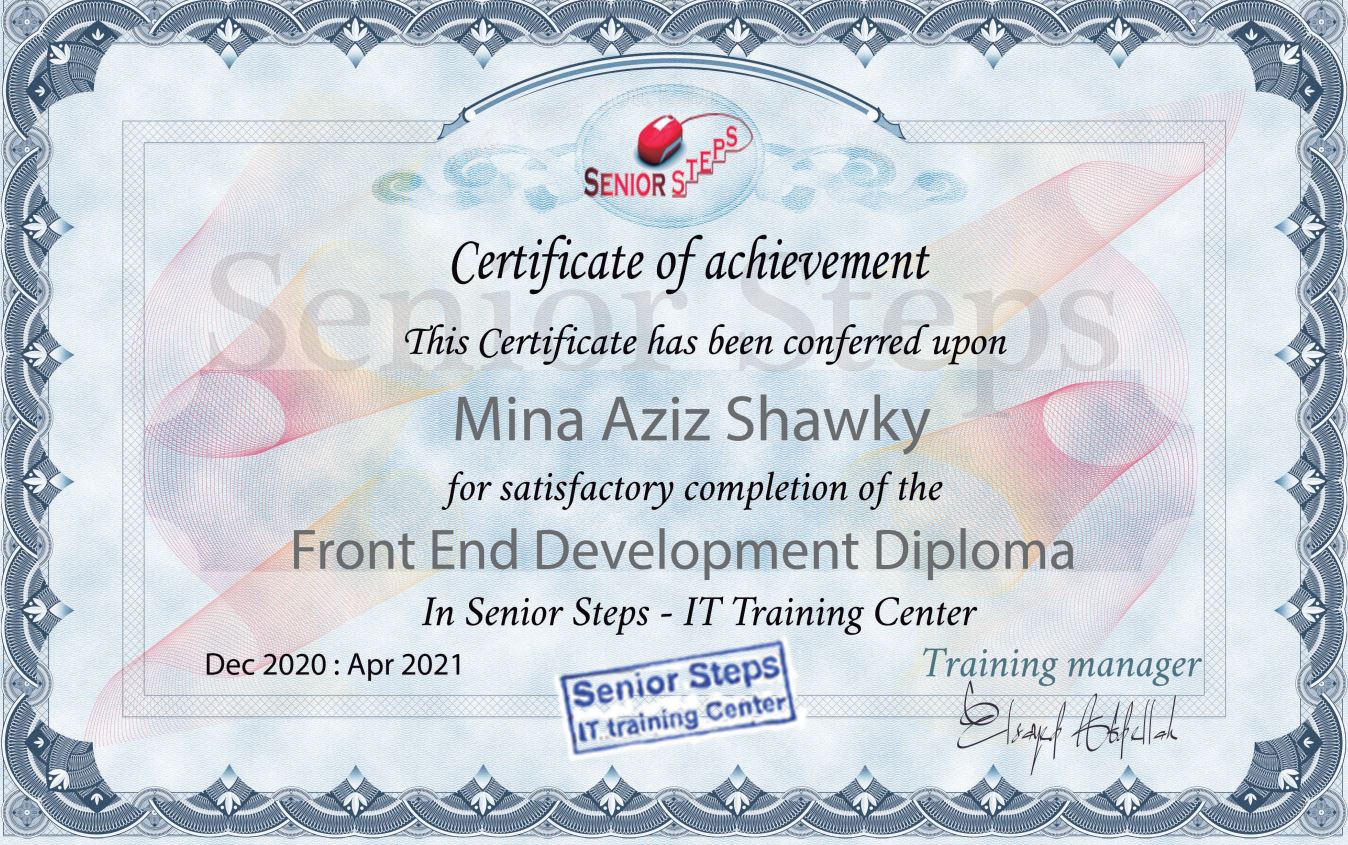 SENIOR STEPS
Certificate of achievement
Senior Steps
This Certificate has been conferred upon
Mina Aziz Shawky
for satisfactory completion of the
Front End Development Diploma
In Senior Steps - IT Training Center
Dec 2020 : Apr 2021
Training manager
Senior Steps
IT training Center
Elsayed Abdellah